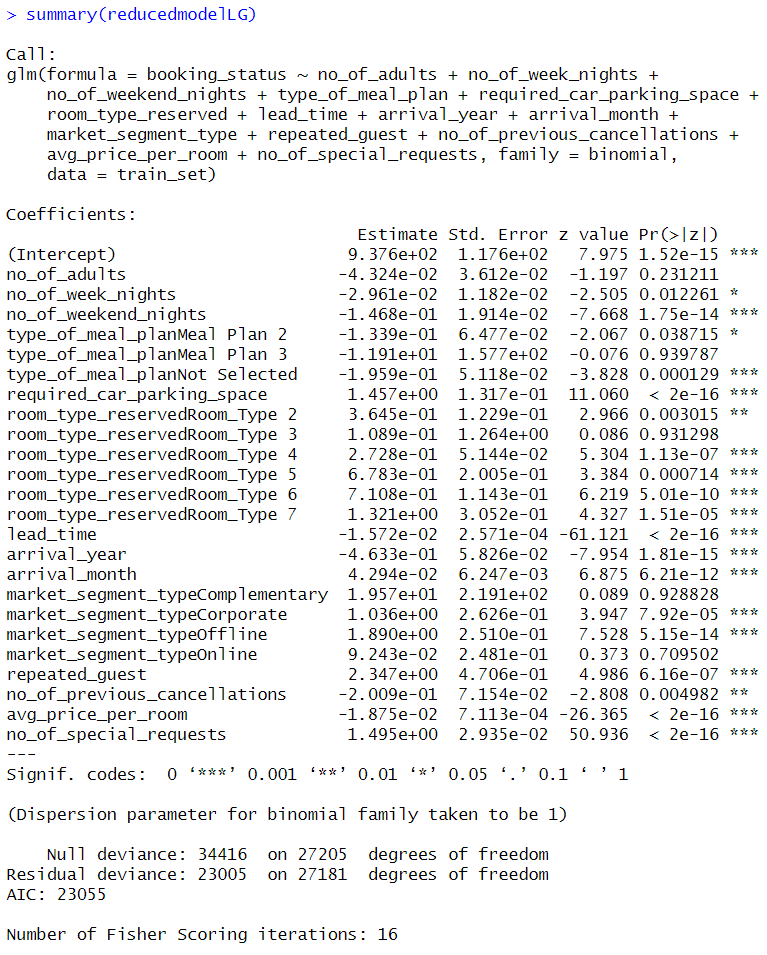 > summary(reducedmodelLG)

Call:
glm(formula = booking_status ~ no_of_adults + no_of_week_nights +
    no_of_weekend_nights + type_of_meal_plan + required_car_parking_space +
    room_type_reserved + lead_time + arrival_year + arrival_month +
    market_segment_type + repeated_guest + no_of_previous_cancellations +
    avg_price_per_room + no_of_special_requests, family = binomial,
    data = train_set)

Coefficients:
                                   Estimate Std. Error z value Pr(>|z|)
(Intercept)                       9.376e+02  1.176e+02   7.975 1.52e-15 ***
no_of_adults                     -4.324e-02  3.612e-02  -1.197 0.231211
no_of_week_nights                -2.961e-02  1.182e-02  -2.505 0.012261 *
no_of_weekend_nights             -1.468e-01  1.914e-02  -7.668 1.75e-14 ***
type_of_meal_planMeal Plan 2     -1.339e-01  6.477e-02  -2.067 0.038715 *
type_of_meal_planMeal Plan 3     -1.191e+01  1.577e+02  -0.076 0.939787
type_of_meal_planNot Selected    -1.959e-01  5.118e-02  -3.828 0.000129 ***
required_car_parking_space        1.457e+00  1.317e-01  11.060  < 2e-16 ***
room_type_reservedRoom_Type 2     3.645e-01  1.229e-01   2.966 0.003015 **
room_type_reservedRoom_Type 3     1.089e-01  1.264e+00   0.086 0.931298
room_type_reservedRoom_Type 4     2.728e-01  5.144e-02   5.304 1.13e-07 ***
room_type_reservedRoom_Type 5     6.783e-01  2.005e-01   3.384 0.000714 ***
room_type_reservedRoom_Type 6     7.108e-01  1.143e-01   6.219 5.01e-10 ***
room_type_reservedRoom_Type 7     1.321e+00  3.052e-01   4.327 1.51e-05 ***
lead_time                        -1.572e-02  2.571e-04 -61.121  < 2e-16 ***
arrival_year                     -4.633e-01  5.826e-02  -7.954 1.81e-15 ***
arrival_month                     4.294e-02  6.247e-03   6.875 6.21e-12 ***
market_segment_typeComplementary  1.957e+01  2.191e+02   0.089 0.928828
market_segment_typeCorporate      1.036e+00  2.626e-01   3.947 7.92e-05 ***
market_segment_typeOffline        1.890e+00  2.510e-01   7.528 5.15e-14 ***
market_segment_typeOnline         9.243e-02  2.481e-01   0.373 0.709502
repeated_guest                    2.347e+00  4.706e-01   4.986 6.16e-07 ***
no_of_previous_cancellations     -2.009e-01  7.154e-02  -2.808 0.004982 **
avg_price_per_room               -1.875e-02  7.113e-04 -26.365  < 2e-16 ***
no_of_special_requests            1.495e+00  2.935e-02  50.936  < 2e-16 ***
---
Signif. codes:  0 ‘***’ 0.001 ‘**’ 0.01 ‘*’ 0.05 ‘.’ 0.1 ‘ ’ 1

(Dispersion parameter for binomial family taken to be 1)

    Null deviance: 34416  on 27205  degrees of freedom
Residual deviance: 23005  on 27181  degrees of freedom
AIC: 23055

Number of Fisher Scoring iterations: 16